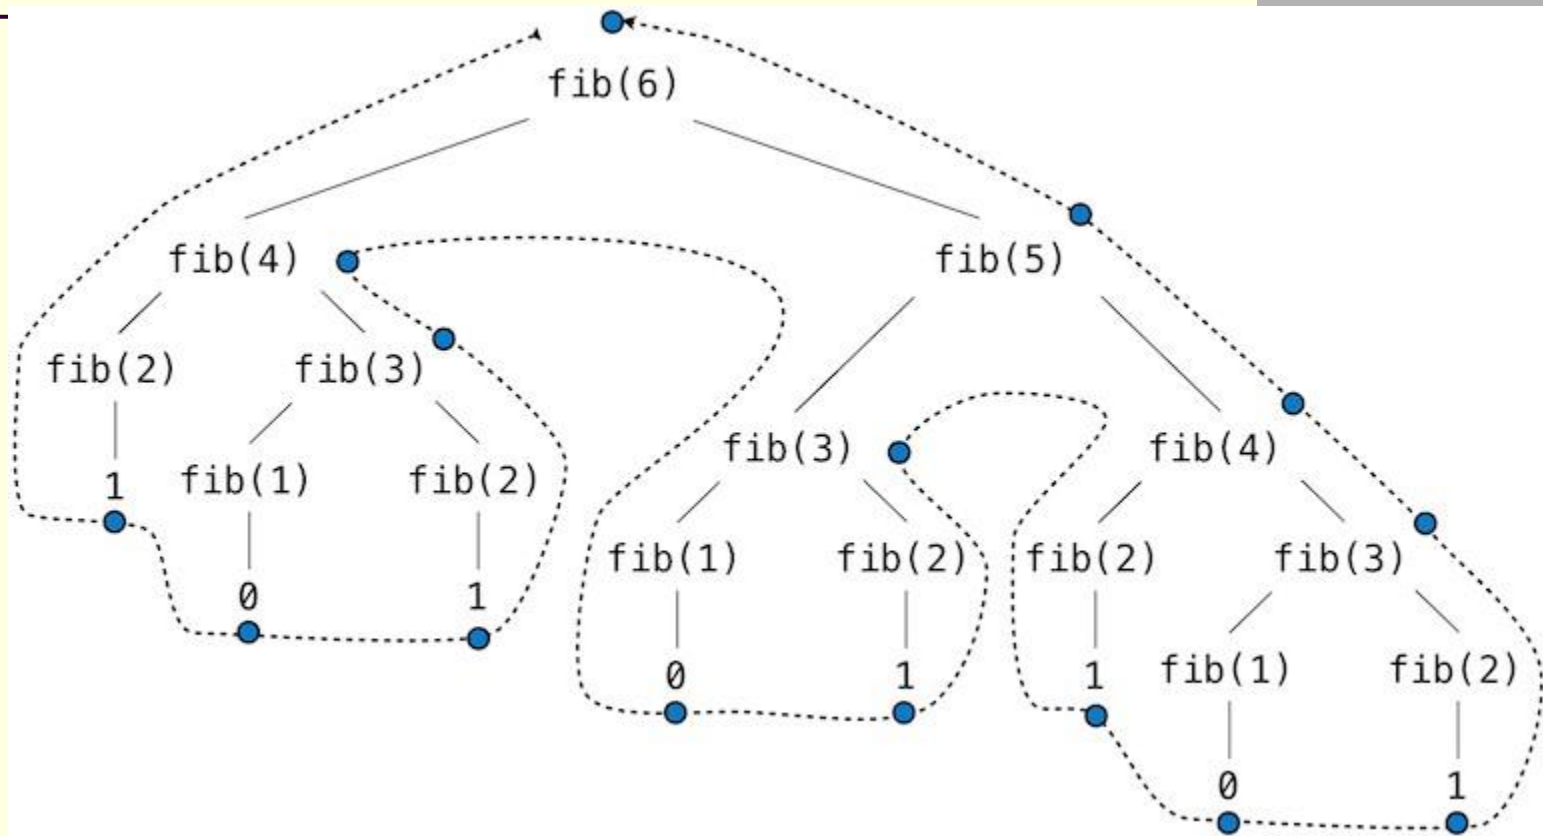 fib(6)
fib(4) fib(5)
fib(2) fib(3)
fib(3) fib(4)
1 fib(1) fib(2)
fib(1) fib(2) fib(2) fib(3)
0 1
0 1 1 fib(1) fib(2)
0 1